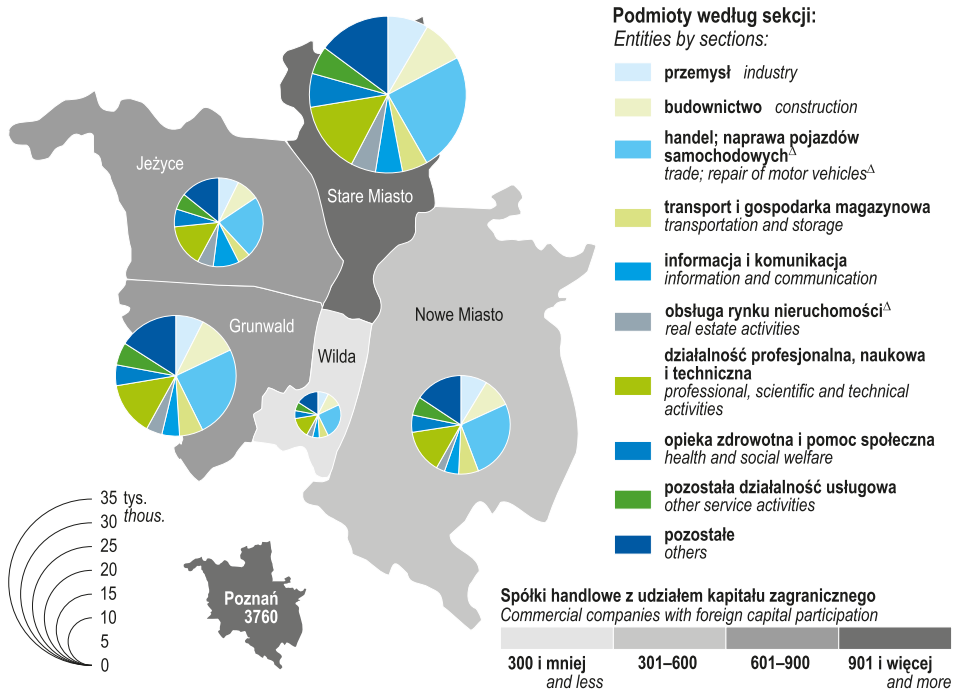 Podmioty według sekcji:
Entities by sections:
przemysł industry
budownictwo construction
handel; naprawa pojazdów
samochodowychΔ
trade; repair of motor vehiclesΔ
transport i gospodarka magazynowa
transportation and storage
informacja i komunikacja
information and communication
obsługa rynku nieruchomościΔ
real estate activities
działalność profesjonalna, naukowa
i techniczna
professional, scientific and technical
activities
opieka zdrowotna i pomoc społeczna
health and social welfare
pozostała działalność usługowa
other service activities
pozostałe
others
Jeżyce
Stare Miasto
Grunwald
Wilda
Nowe Miasto
35 tys.
thous.
30
25
20
15
10
5
0
Poznań
3760
Spółki handlowe z udziałem kapitału zagranicznego
Commercial companies with foreign capital participation
300 i mniej 301–600 601–900 901 i więcej
and less and more